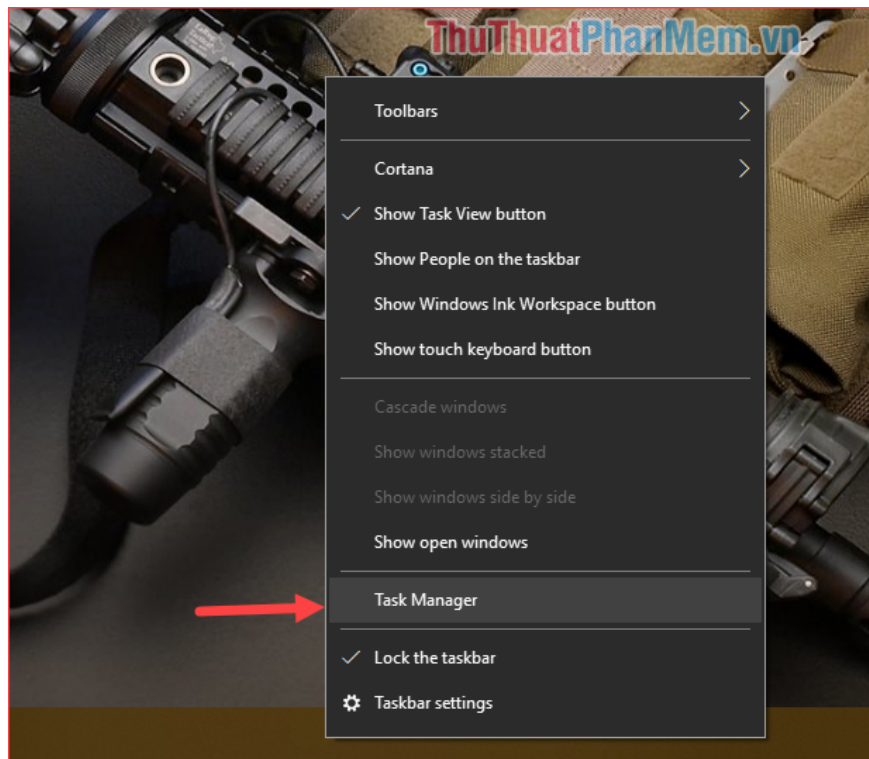 ThuThuatPhanMem.vn
Toolbars
Cortana
Show Task View button
Show People on the taskbar
Show Windows Ink Workspace button
Show touch keyboard button
Cascade windows
Show windows stacked
Show windows side by side
Show open windows
Task Manager
Lock the taskbar
Taskbar settings